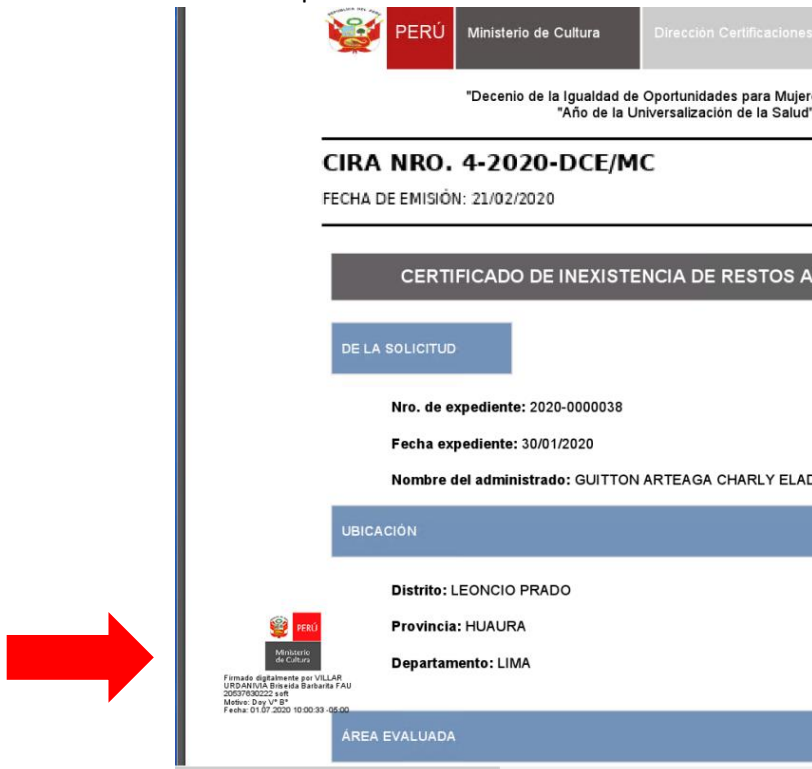 PERÚ Ministerio de Cultura Dirección Certificaciones
"Decenio de la Igualdad de Oportunidades para Mujer
"Año de la Universalización de la Salud"
CIRA NRO. 4-2020-DCE/MC
FECHA DE EMISIÓN: 21/02/2020
CERTIFICADO DE INEXISTENCIA DE RESTOS A
DE LA SOLICITUD
Nro. de expediente: 2020-0000038
Fecha expediente: 30/01/2020
Nombre del administrado: GUITTON ARTEAGA CHARLY ELAD
UBICACIÓN
Distrito: LEONCIO PRADO
Provincia: HUAURA
Departamento: LIMA
PERÚ
Ministerio
de Cultura
Firmado digitalmente por VILLAR
URDANIVIA Briseida Barbarita FAU
20537630222 soft
Motivo: Doy V° B°
Fecha: 01.07.2020 10:00:33 -05:00
ÁREA EVALUADA